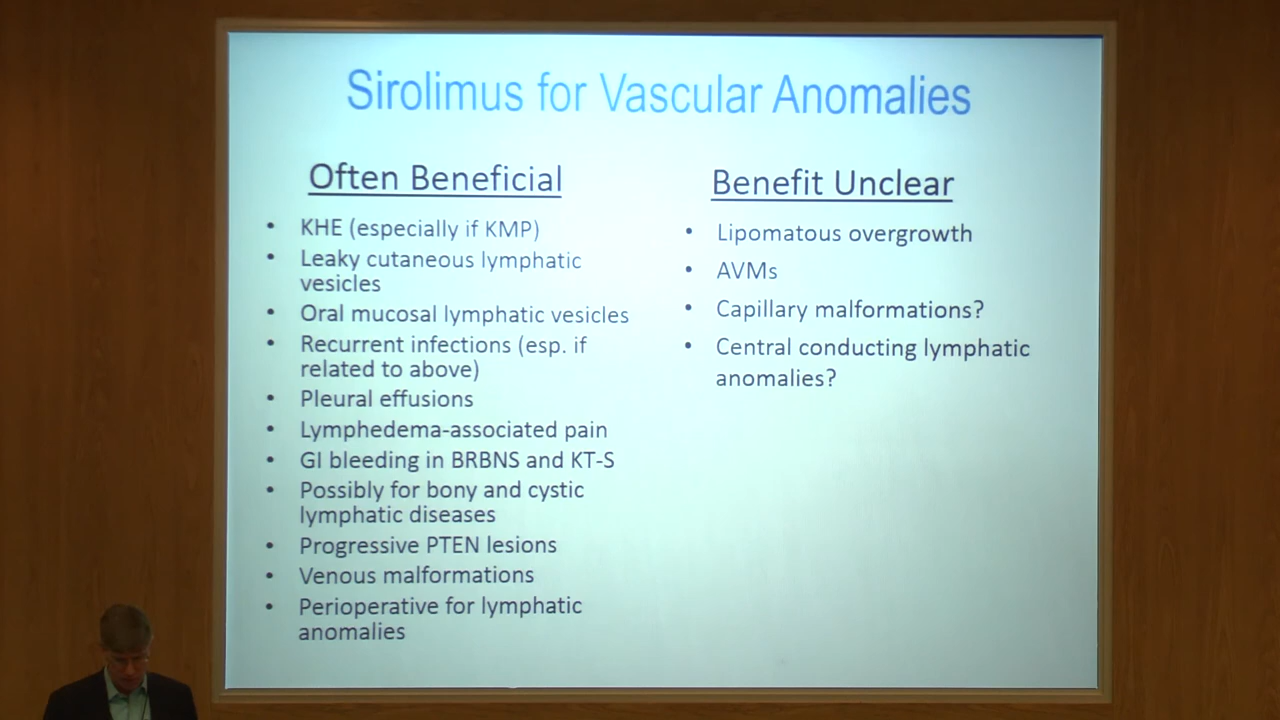 Sirolimus for Vascular Anomalies
Often Beneficial
• KHE (especially if KMP)
• Leaky cutaneous lymphatic
vesicles
• Oral mucosal lymphatic vesicles
• Recurrent infections (esp. if
related to above)
• Pleural effusions
• Lymphedema-associated pain
• GI bleeding in BRBNS and KT-S
• Possibly for bony and cystic
lymphatic diseases
• Progressive PTEN lesions
• Venous malformations
• Perioperative for lymphatic
anomalies
Benefit Unclear
• Lipomatous overgrowth
• AVMs
• Capillary malformations?
• Central conducting lymphatic
anomalies?